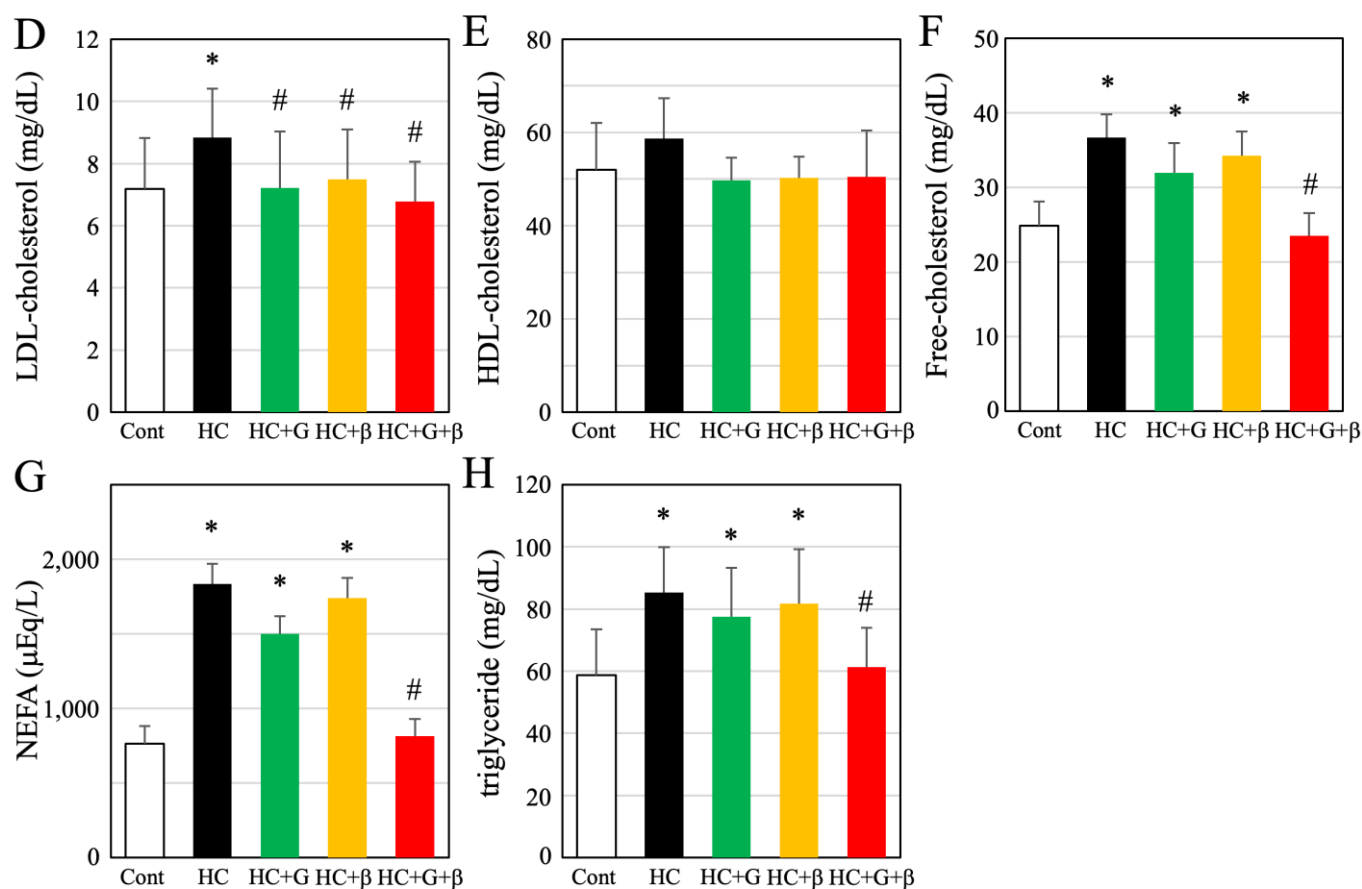 D
LDL-cholesterol (mg/dL)
12
10
8
6
4
2
0
*
#
#
#
Cont HC HC+G HC+β HC+G+β
E
HDL-cholesterol (mg/dL)
80
60
40
20
0
Cont HC HC+G HC+β HC+G+β
F
Free-cholesterol (mg/dL)
50
40
30
20
10
0
*
*
*
#
Cont HC HC+G HC+β HC+G+β
G
NEFA (μEq/L)
2,000
1,000
0
*
*
*
#
Cont HC HC+G HC+β HC+G+β
H
triglyceride (mg/dL)
120
100
80
60
40
20
0
*
*
*
#
Cont HC HC+G HC+β HC+G+β